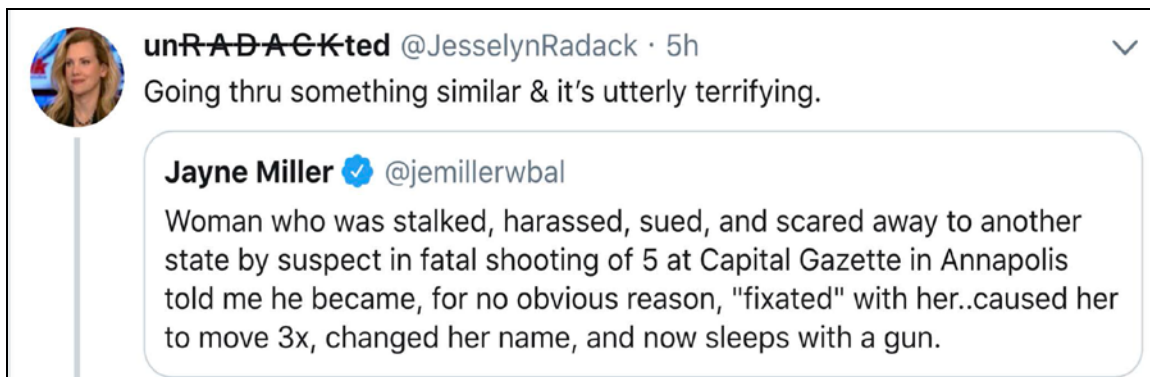 unRADACKted @JesselynRadack · 5h
Going thru something similar & it's utterly terrifying.
Jayne Miller @jemillerwbal
Woman who was stalked, harassed, sued, and scared away to another
state by suspect in fatal shooting of 5 at Capital Gazette in Annapolis
told me he became, for no obvious reason, "fixated" with her..caused her
to move 3x, changed her name, and now sleeps with a gun.